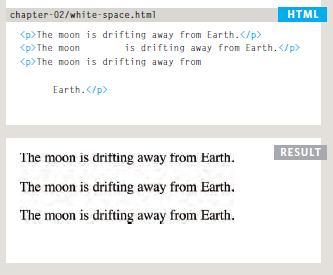 chapter-02/white-space.html HTML
<p>The moon is drifting away from Earth.</p>
<p>The moon        is drifting away from Earth.</p>
<p>The moon is drifting away from
Earth.</p>
RESULT
The moon is drifting away from Earth.
The moon is drifting away from Earth.
The moon is drifting away from Earth.